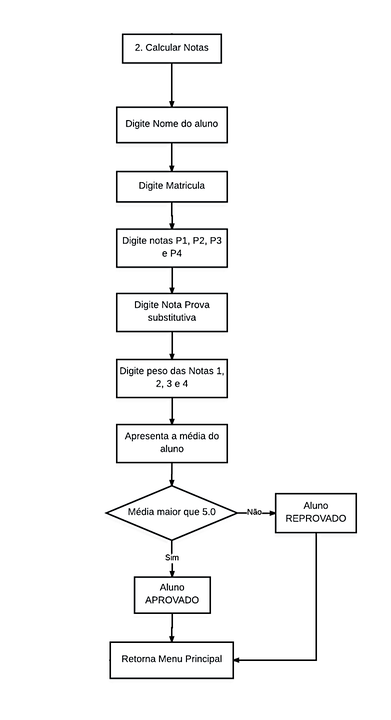 2. Calcular Notas
Digite Nome do aluno
Digite Matricula
Digite notas P1, P2, P3
e P4
Digite Nota Prova
substitutiva
Digite peso das Notas 1,
2, 3 e 4
Apresenta a média do
aluno
Média maior que 5.0
Não
Aluno
REPROVADO
Sim
Aluno
APROVADO
Retorna Menu Principal